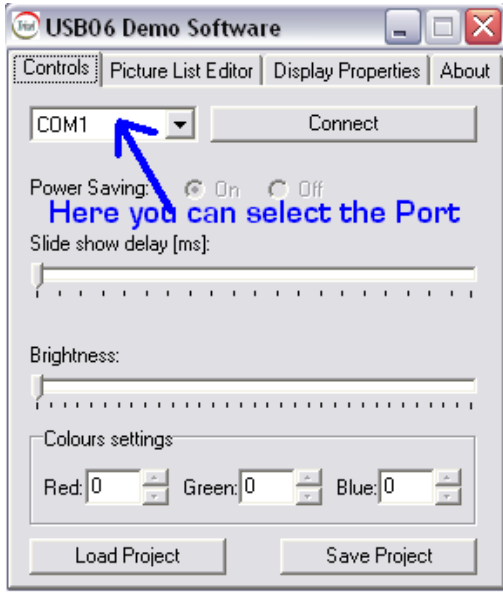 USB06 Demo Software
Controls Picture List Editor Display Properties About
COM1 Connect
Power Saving: On Off
Here you can select the Port
Slide show delay [ms]:
Brightness:
Colours settings
Red: 0 Green: 0 Blue: 0
Load Project Save Project